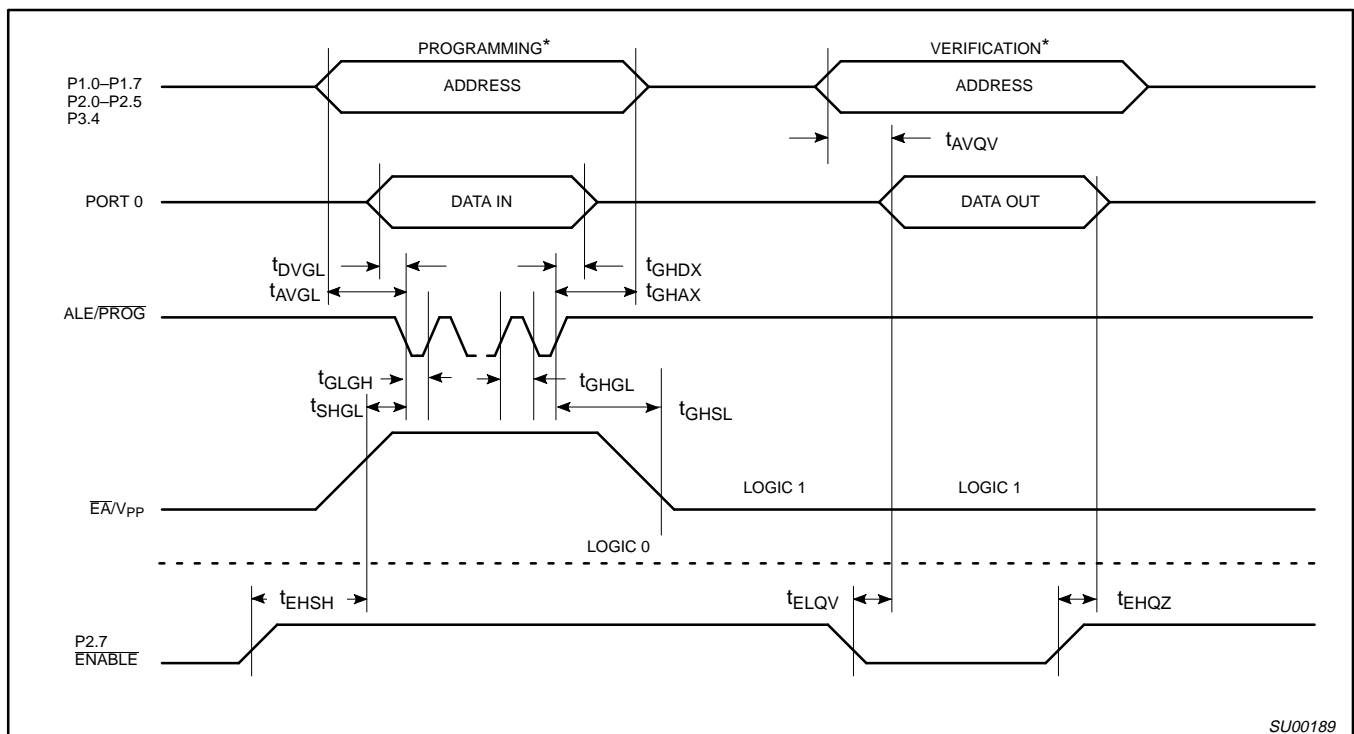 PROGRAMMING*
VERIFICATION*
P1.0–P1.7
P2.0–P2.5
P3.4
ADDRESS
ADDRESS
tAVQV
PORT 0
DATA IN
DATA OUT
tDVGL
tGHDX
tAVGL
tGHAX
ALE/PROG
tGLGH
tGHGL
tSHGL
tGHSL
LOGIC 1
LOGIC 1
EA/VPP
LOGIC 0
tEHSH
tELQV
tEHQZ
P2.7
ENABLE
SU00189